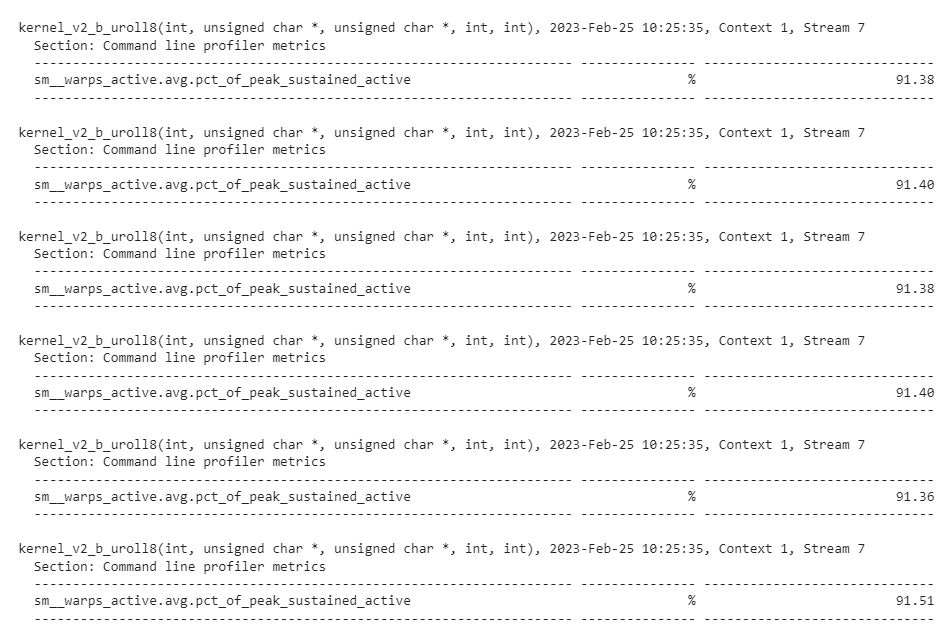 kernel_v2_b_uroll8(int, unsigned char *, unsigned char *, int, int), 2023-Feb-25 10:25:35, Context 1, Stream 7
Section: Command line profiler metrics
---------------------------------------------------------------------- --------------- ------------------------------
sm__warps_active.avg.pct_of_peak_sustained_active % 91.38
---------------------------------------------------------------------- --------------- ------------------------------
kernel_v2_b_uroll8(int, unsigned char *, unsigned char *, int, int), 2023-Feb-25 10:25:35, Context 1, Stream 7
Section: Command line profiler metrics
---------------------------------------------------------------------- --------------- ------------------------------
sm__warps_active.avg.pct_of_peak_sustained_active % 91.40
---------------------------------------------------------------------- --------------- ------------------------------
kernel_v2_b_uroll8(int, unsigned char *, unsigned char *, int, int), 2023-Feb-25 10:25:35, Context 1, Stream 7
Section: Command line profiler metrics
---------------------------------------------------------------------- --------------- ------------------------------
sm__warps_active.avg.pct_of_peak_sustained_active % 91.38
---------------------------------------------------------------------- --------------- ------------------------------
kernel_v2_b_uroll8(int, unsigned char *, unsigned char *, int, int), 2023-Feb-25 10:25:35, Context 1, Stream 7
Section: Command line profiler metrics
---------------------------------------------------------------------- --------------- ------------------------------
sm__warps_active.avg.pct_of_peak_sustained_active % 91.40
---------------------------------------------------------------------- --------------- ------------------------------
kernel_v2_b_uroll8(int, unsigned char *, unsigned char *, int, int), 2023-Feb-25 10:25:35, Context 1, Stream 7
Section: Command line profiler metrics
---------------------------------------------------------------------- --------------- ------------------------------
sm__warps_active.avg.pct_of_peak_sustained_active % 91.36
---------------------------------------------------------------------- --------------- ------------------------------
kernel_v2_b_uroll8(int, unsigned char *, unsigned char *, int, int), 2023-Feb-25 10:25:35, Context 1, Stream 7
Section: Command line profiler metrics
---------------------------------------------------------------------- --------------- ------------------------------
sm__warps_active.avg.pct_of_peak_sustained_active % 91.51
---------------------------------------------------------------------- --------------- ------------------------------